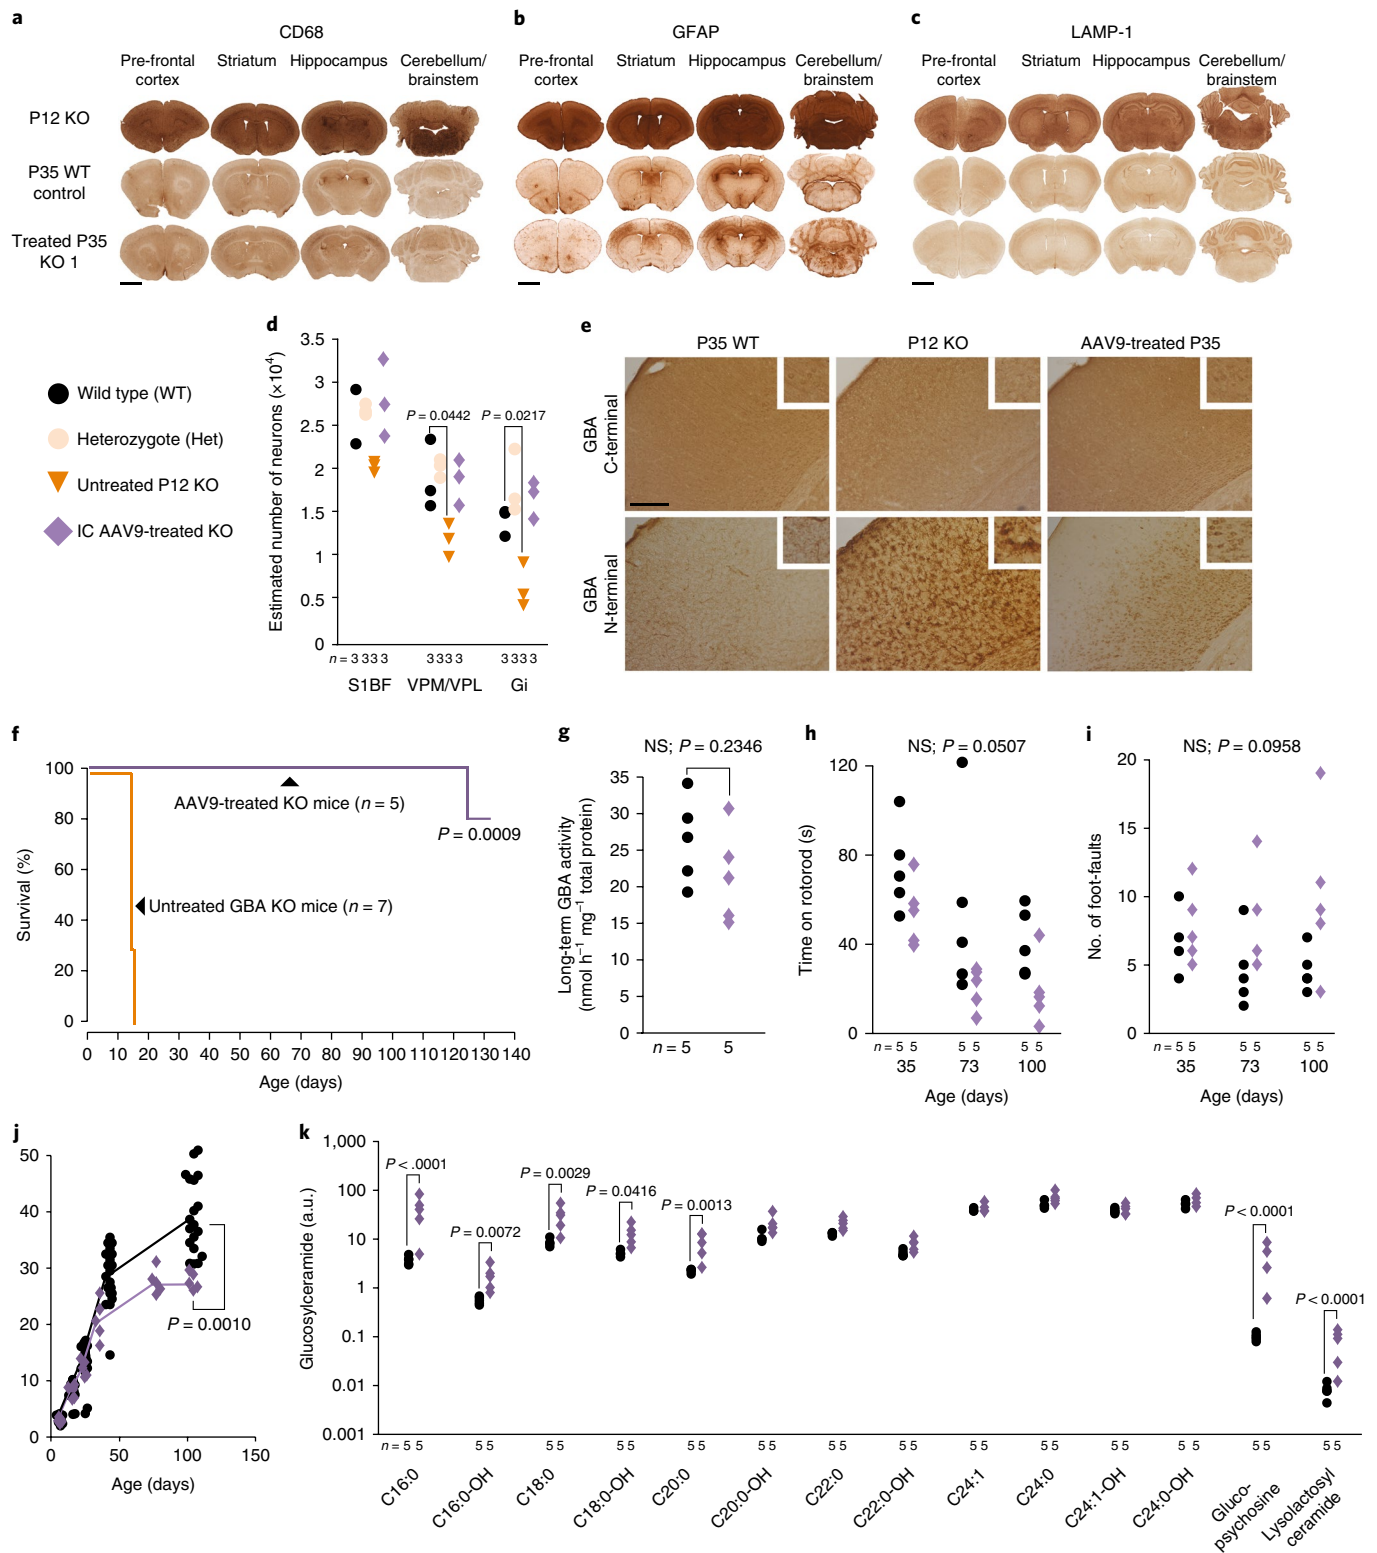 a
CD68
Pre-frontal cortex
Striatum
Hippocampus
Cerebellum/ brainstem
P12 KO
P35 WT
control
Treated P35
KO 1
b
GFAP
Pre-frontal cortex
Striatum
Hippocampus
Cerebellum/ brainstem
c
LAMP-1
Pre-frontal cortex
Striatum
Hippocampus
Cerebellum/ brainstem
Wild type (WT)
Heterozygote (Het)
Untreated P12 KO
IC AAV9-treated KO
d
Estimated number of neurons (×10⁴)
3.5
3
2.5
2
1.5
1
0.5
0
P = 0.0442
P = 0.0217
n = 3 3 3 3
3 3 3 3
3 3 3 3
S1BF
VPM/VPL
Gi
e
P35 WT
P12 KO
AAV9-treated P35
GBA
C-terminal
GBA
N-terminal
f
Survival (%)
100
80
60
40
20
0
AAV9-treated KO mice (n = 5)
P = 0.0009
Untreated GBA KO mice (n = 7)
0 10 20 30 40 50 60 70 80 90 100 110 120 130 140
Age (days)
g
NS; P = 0.2346
Long-term GBA activity
(nmol h⁻¹ mg⁻¹ total protein)
35
30
25
20
15
10
5
0
n = 5 5
h
NS; P = 0.0507
Time on rotorod (s)
120
80
40
0
n = 5 5 5 5 5 5
35 73 100
Age (days)
i
NS; P = 0.0958
No. of foot-faults
20
15
10
5
0
n = 5 5 5 5 5 5
35 73 100
Age (days)
j
50
40
30
20
10
0
P = 0.0010
0 50 100 150
Age (days)
k
Glucosylceramide (a.u.)
1,000
100
10
1
0.1
0.01
0.001
P < .0001
P = 0.0072
P = 0.0029
P = 0.0416
P = 0.0013
P < 0.0001
P < 0.0001
n = 5 5 5 5 5 5 5 5 5 5 5 5 5 5 5 5 5 5 5 5 5 5 5 5 5 5 5 5
C16:0
C16:0-OH
C18:0
C18:0-OH
C20:0
C20:0-OH
C22:0
C22:0-OH
C24:1
C24:0
C24:1-OH
C24:0-OH
Gluco-
psychosine
Lysolactosyl
ceramide